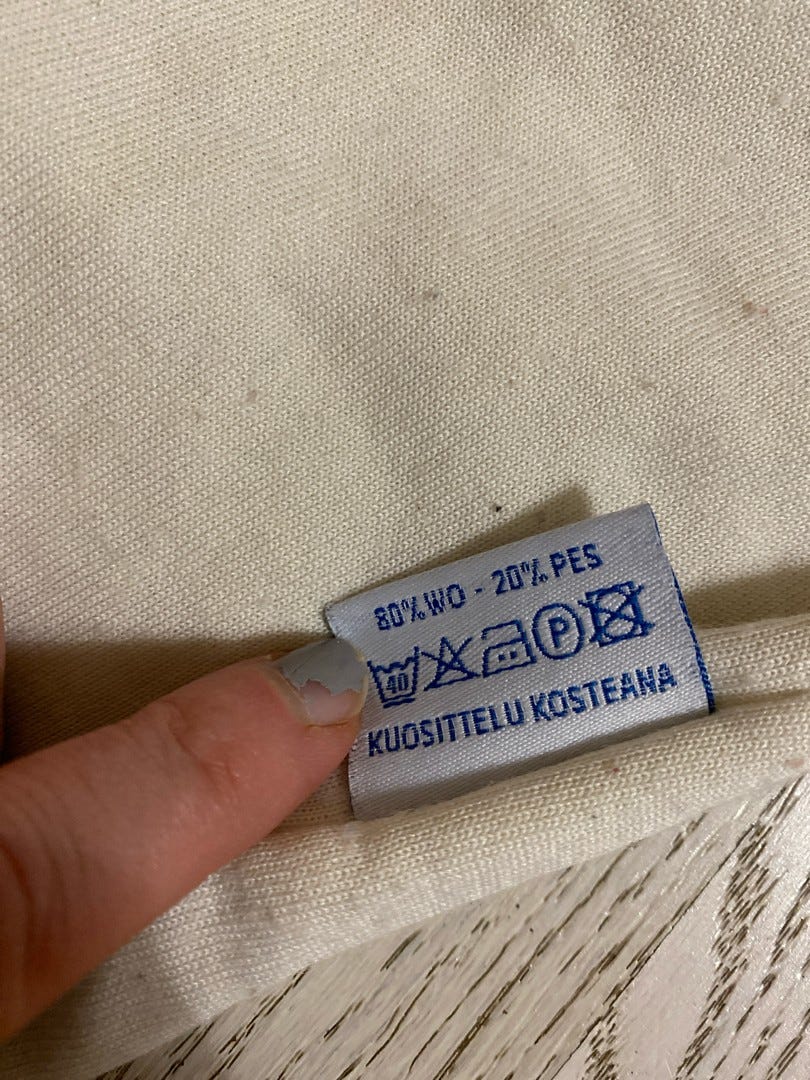 80% WO - 20% PES
40 P
KUOSITTELU KOSTEANA